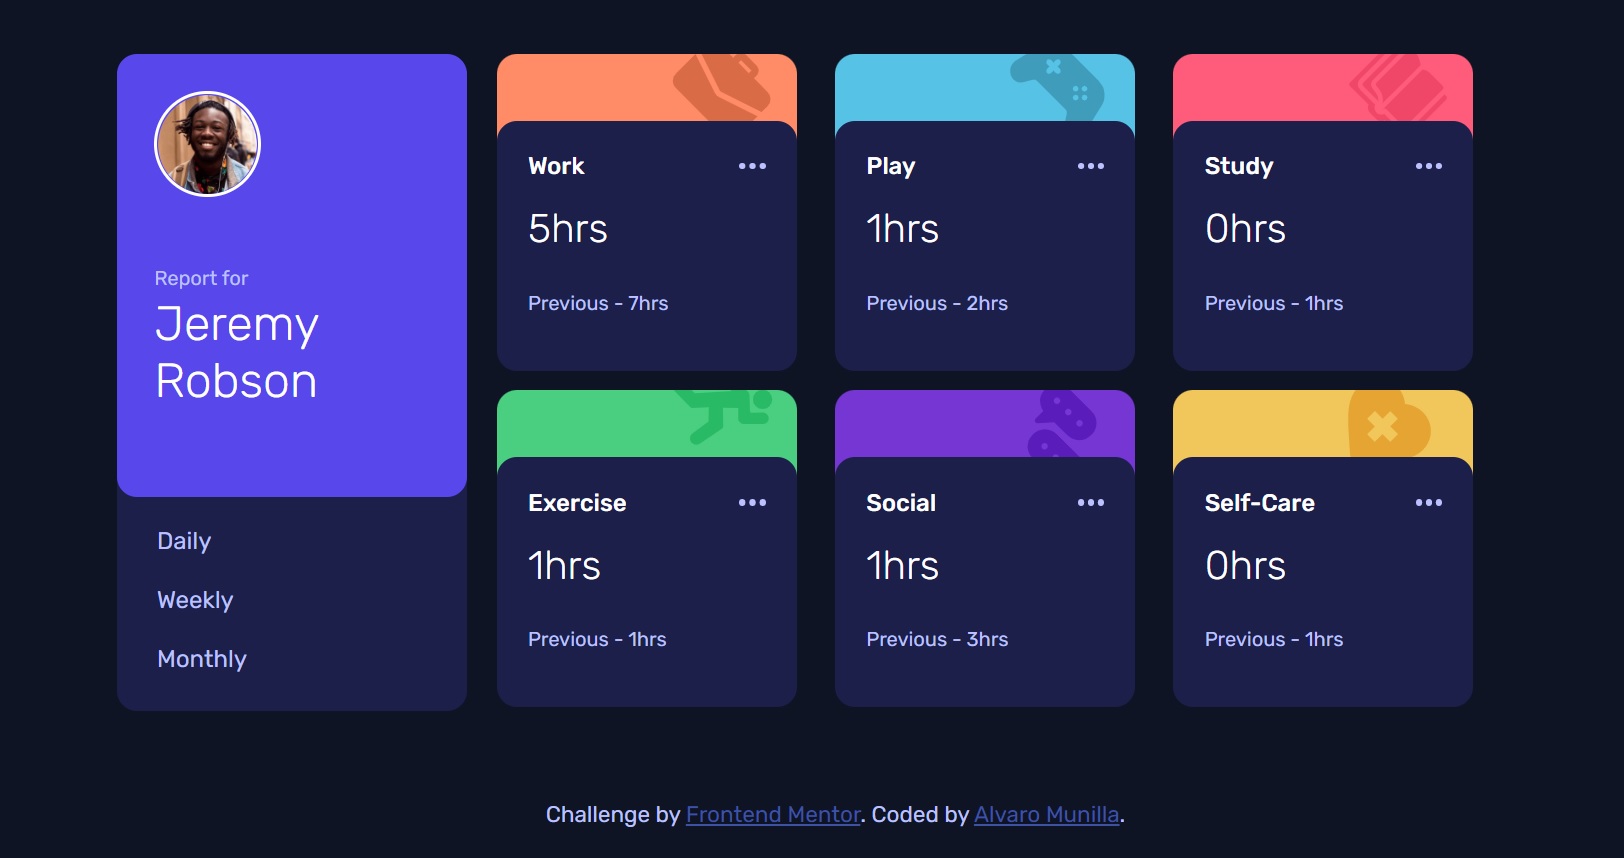 Report for
Jeremy
Robson
Daily
Weekly
Monthly
Work
5hrs
Previous - 7hrs
Play
1hrs
Previous - 2hrs
Study
0hrs
Previous - 1hrs
Exercise
1hrs
Previous - 1hrs
Social
1hrs
Previous - 3hrs
Self-Care
0hrs
Previous - 1hrs
Challenge by Frontend Mentor. Coded by Alvaro Munilla.